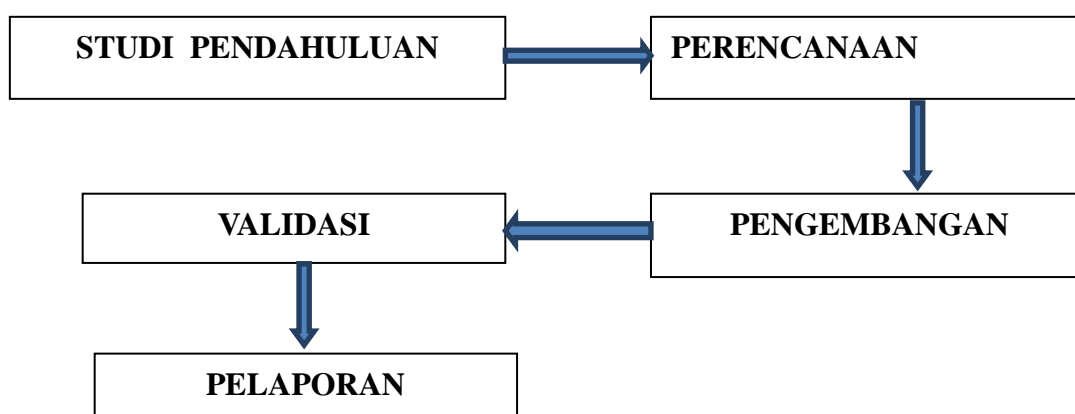 STUDI PENDAHULUAN
PERENCANAAN
PENGEMBANGAN
VALIDASI
PELAPORAN